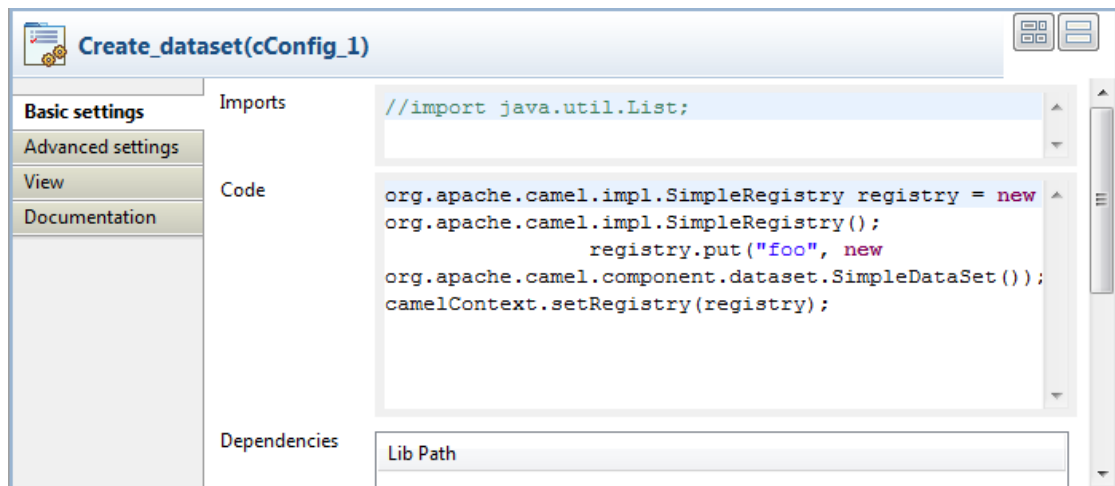 Create_dataset(cConfig_1)
Basic settings
Advanced settings
View
Documentation
Imports
//import java.util.List;
Code
org.apache.camel.impl.SimpleRegistry registry = new
org.apache.camel.impl.SimpleRegistry();
registry.put("foo", new
org.apache.camel.component.dataset.SimpleDataSet());
camelContext.setRegistry(registry);
Dependencies
Lib Path